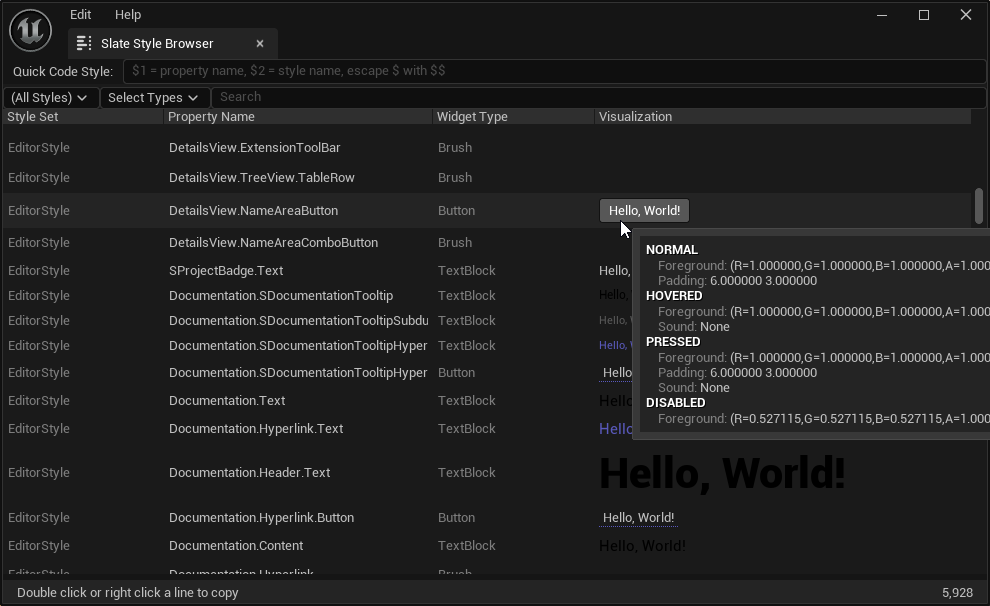 Edit Help
Slate Style Browser
Quick Code Style: $1 = property name, $2 = style name, escape $ with $$
(All Styles) Select Types Search
Style Set Property Name Widget Type Visualization
EditorStyle DetailsView.ExtensionToolBar Brush
EditorStyle DetailsView.TreeView.TableRow Brush
EditorStyle DetailsView.NameAreaButton Button Hello, World!
EditorStyle DetailsView.NameAreaComboButton Brush
NORMAL
Foreground: (R=1.000000,G=1.000000,B=1.000000,A=1.000
Padding: 6.000000 3.000000
HOVERED
Foreground: (R=1.000000,G=1.000000,B=1.000000,A=1.000
Sound: None
PRESSED
Foreground: (R=1.000000,G=1.000000,B=1.000000,A=1.000
Padding: 6.000000 3.000000
Sound: None
DISABLED
Foreground: (R=0.527115,G=0.527115,B=0.527115,A=1.000
EditorStyle SProjectBadge.Text TextBlock Hello,
EditorStyle Documentation.SDocumentationTooltip TextBlock Hello,
EditorStyle Documentation.SDocumentationTooltipSubdu TextBlock Hello,
EditorStyle Documentation.SDocumentationTooltipHyper TextBlock Hello,
EditorStyle Documentation.SDocumentationTooltipHyper Button Hello
EditorStyle Documentation.Text TextBlock Hello
EditorStyle Documentation.Hyperlink.Text TextBlock Hello
EditorStyle Documentation.Header.Text TextBlock Hello, World!
EditorStyle Documentation.Hyperlink.Button Button Hello, World!
EditorStyle Documentation.Content TextBlock Hello, World!
EditorStyle Documentation.Hyperlink Brush
Double click or right click a line to copy 5,928